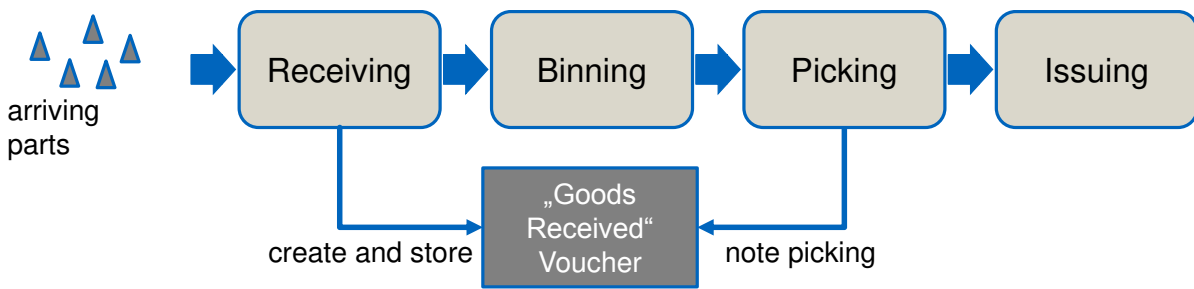 arriving
parts
Receiving
Binning
Picking
Issuing
„Goods
Received“
Voucher
create and store
note picking